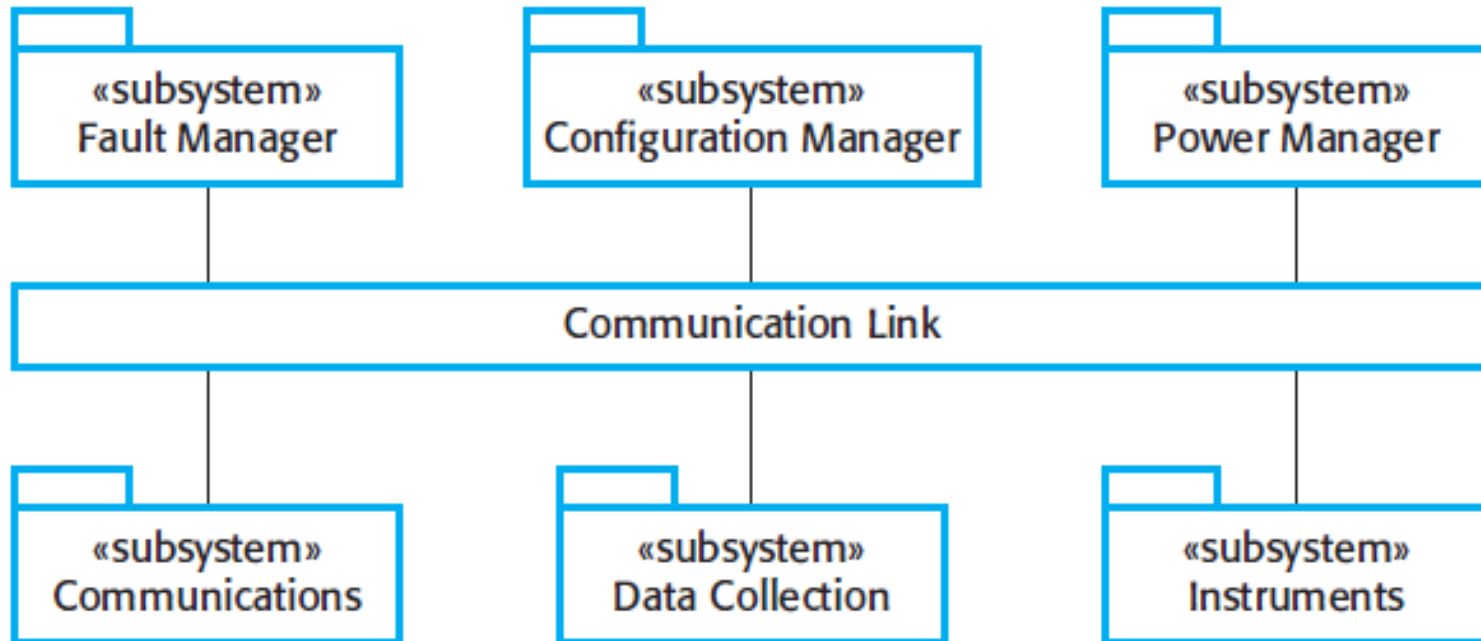 «subsystem»
Fault Manager
«subsystem»
Configuration Manager
«subsystem»
Power Manager
Communication Link
«subsystem»
Communications
«subsystem»
Data Collection
«subsystem»
Instruments